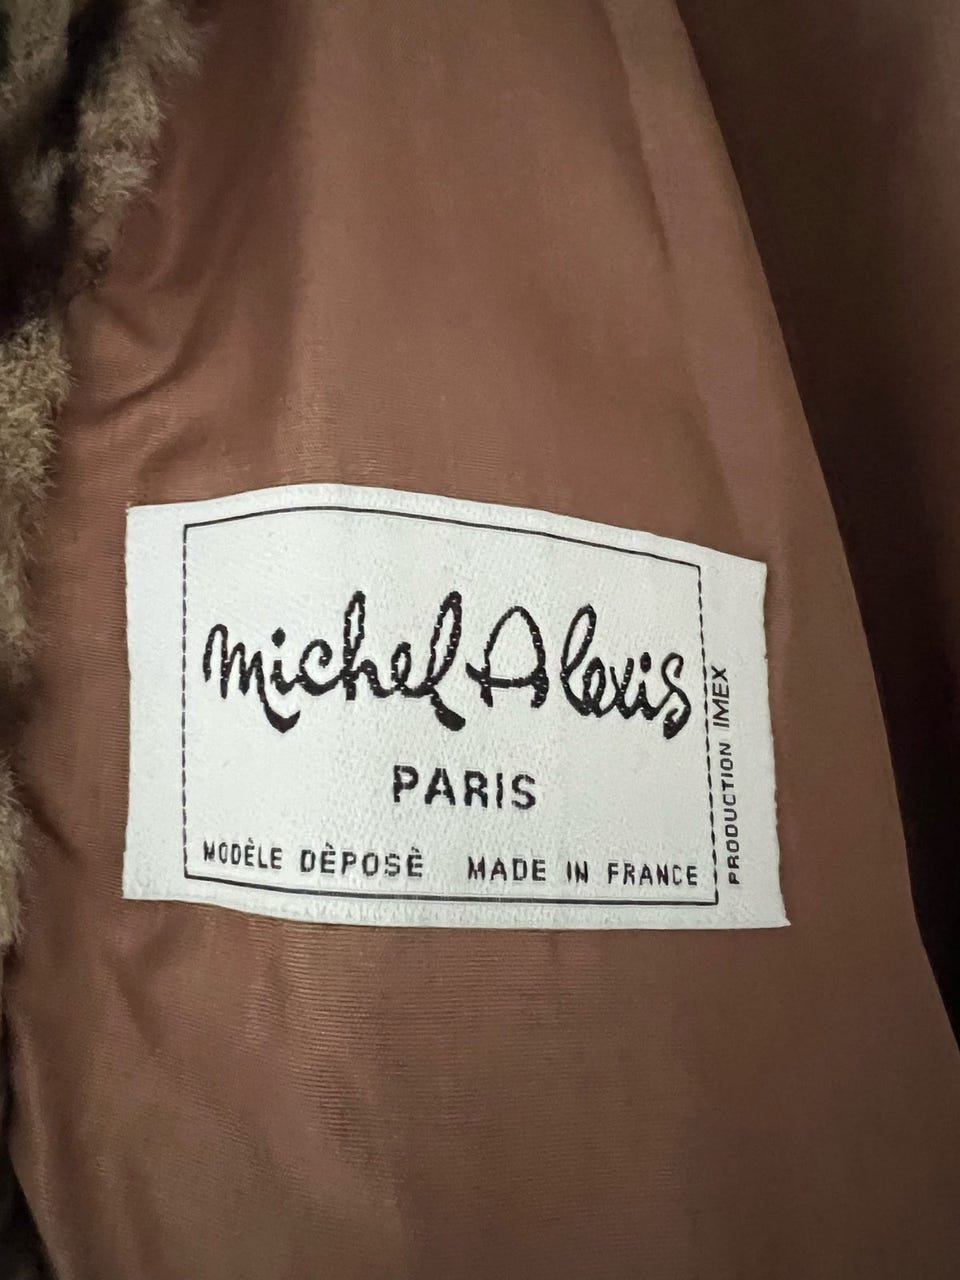 Michel Alexis
PARIS
MODÈLE DÈPOSÈ MADE IN FRANCE
PRODUCTION IMEX